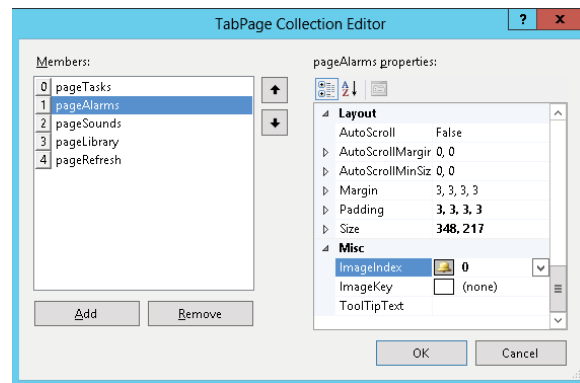 TabPage Collection Editor
? x
Members:
pageAlarms properties:
0 pageTasks
1 pageAlarms
2 pageSounds
3 pageLibrary
4 pageRefresh
Layout
AutoScroll False
AutoScrollMargir 0, 0
AutoScrollMinSiz 0, 0
Margin 3, 3, 3, 3
Padding 3, 3, 3, 3
Size 348, 217
Misc
ImageIndex 0
ImageKey (none)
ToolTipText
Add Remove
OK Cancel